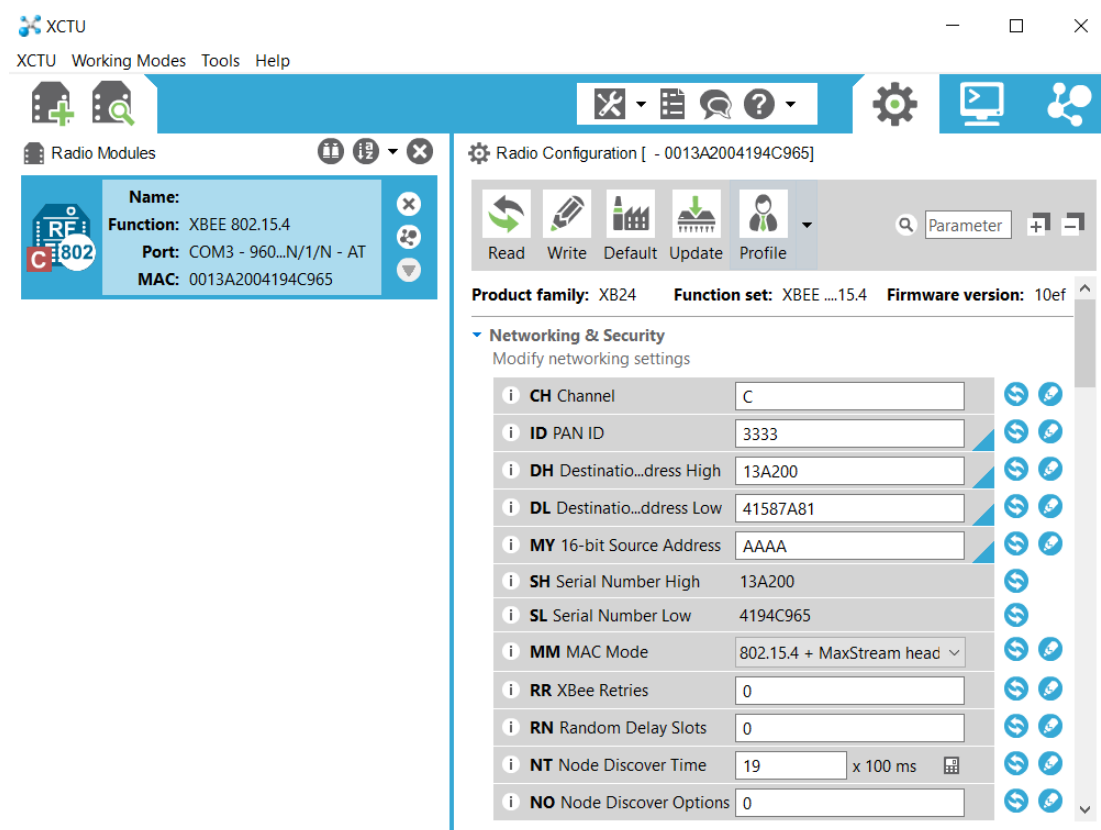 XCTU
XCTU Working Modes Tools Help
Radio Modules
Name:
Function: XBEE 802.15.4
Port: COM3 - 960...N/1/N - AT
MAC: 0013A2004194C965
RF
802
C
Radio Configuration [ - 0013A2004194C965]
Read Write Default Update Profile
Parameter
Product family: XB24 Function set: XBEE ....15.4 Firmware version: 10ef
Networking & Security
Modify networking settings
i CH Channel C
i ID PAN ID 3333
i DH Destinatio...dress High 13A200
i DL Destinatio...ddress Low 41587A81
i MY 16-bit Source Address AAAA
i SH Serial Number High 13A200
i SL Serial Number Low 4194C965
i MM MAC Mode 802.15.4 + MaxStream head
i RR XBee Retries 0
i RN Random Delay Slots 0
i NT Node Discover Time 19 x 100 ms
i NO Node Discover Options 0